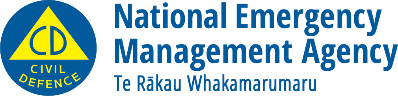 CD
CIVIL
DEFENCE
National Emergency
Management Agency
Te Rākau Whakamarumaru